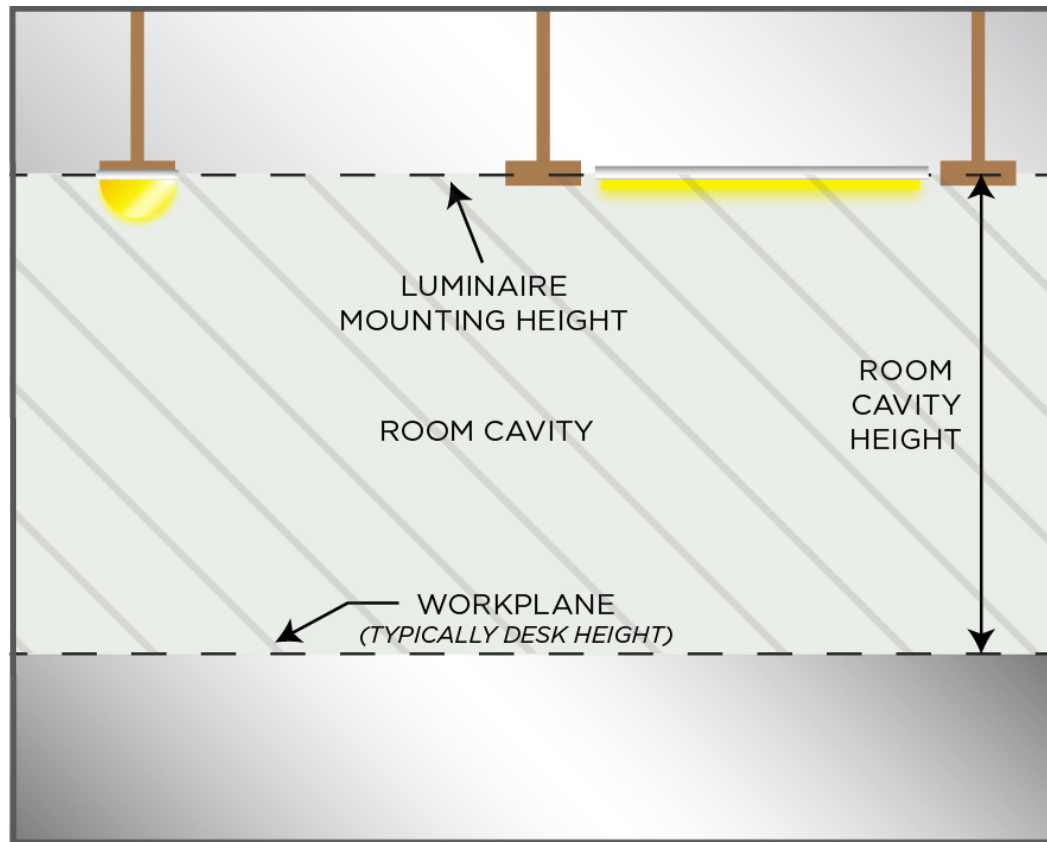 LUMINAIRE
MOUNTING HEIGHT
ROOM
CAVITY
HEIGHT
ROOM CAVITY
WORKPLANE
(TYPICALLY DESK HEIGHT)